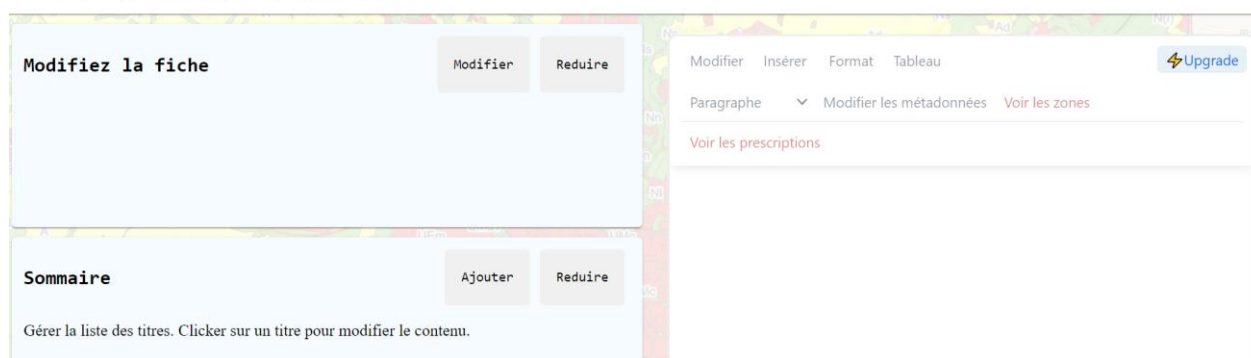 Modifiez la fiche
Modifier
Reduire
Sommaire
Ajouter
Reduire
Gérer la liste des titres. Clicker sur un titre pour modifier le contenu.
Modifier Insérer Format Tableau
Upgrade
Paragraphe Modifier les métadonnées Voir les zones
Voir les prescriptions